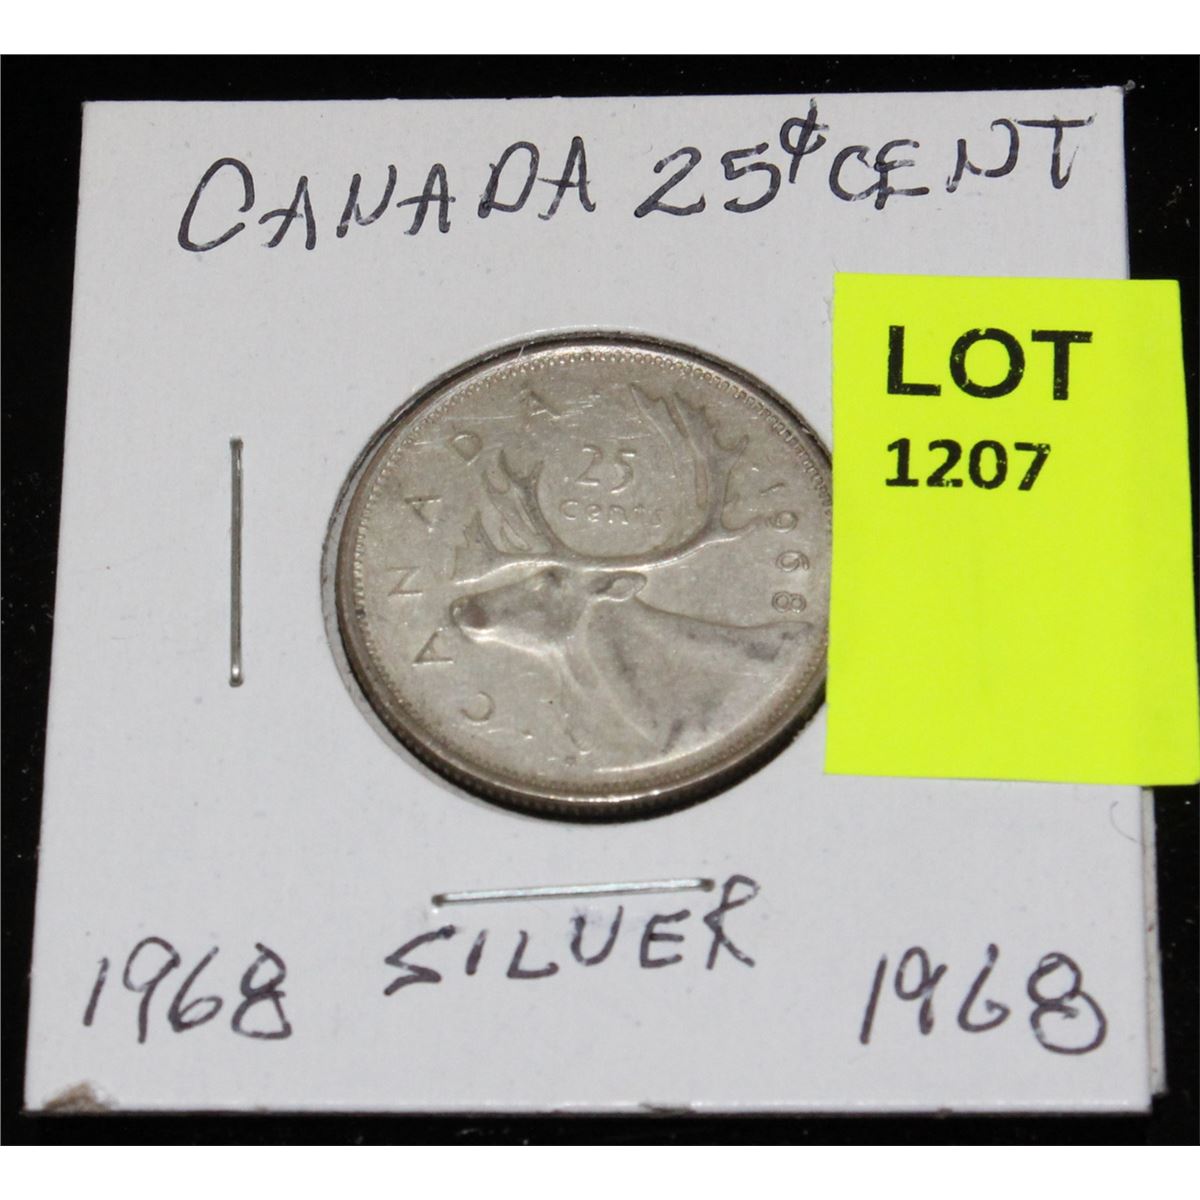 CANADA 25¢ CENT
LOT
1207
CANADA
25
cents
1968
SILVER
1968
1968